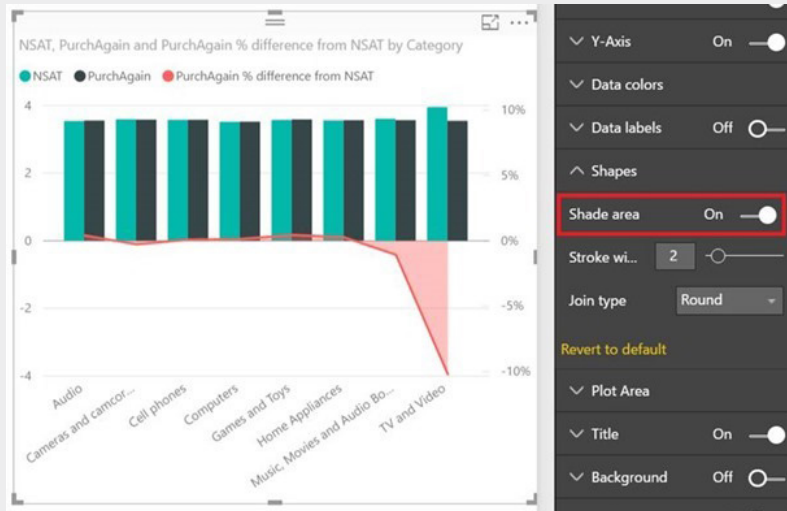 NSAT, PurchAgain and PurchAgain % difference from NSAT by Category
NSAT PurchAgain PurchAgain % difference from NSAT
4
2
0
-2
-4
10%
5%
0%
-5%
-10%
Audio
Cameras and camcor...
Cell phones
Computers
Games and Toys
Home Appliances
Music, Movies and Audio Bo...
TV and Video
Y-Axis On
Data colors
Data labels Off
Shapes
Shade area On
Stroke wi... 2
Join type Round
Revert to default
Plot Area
Title On
Background Off